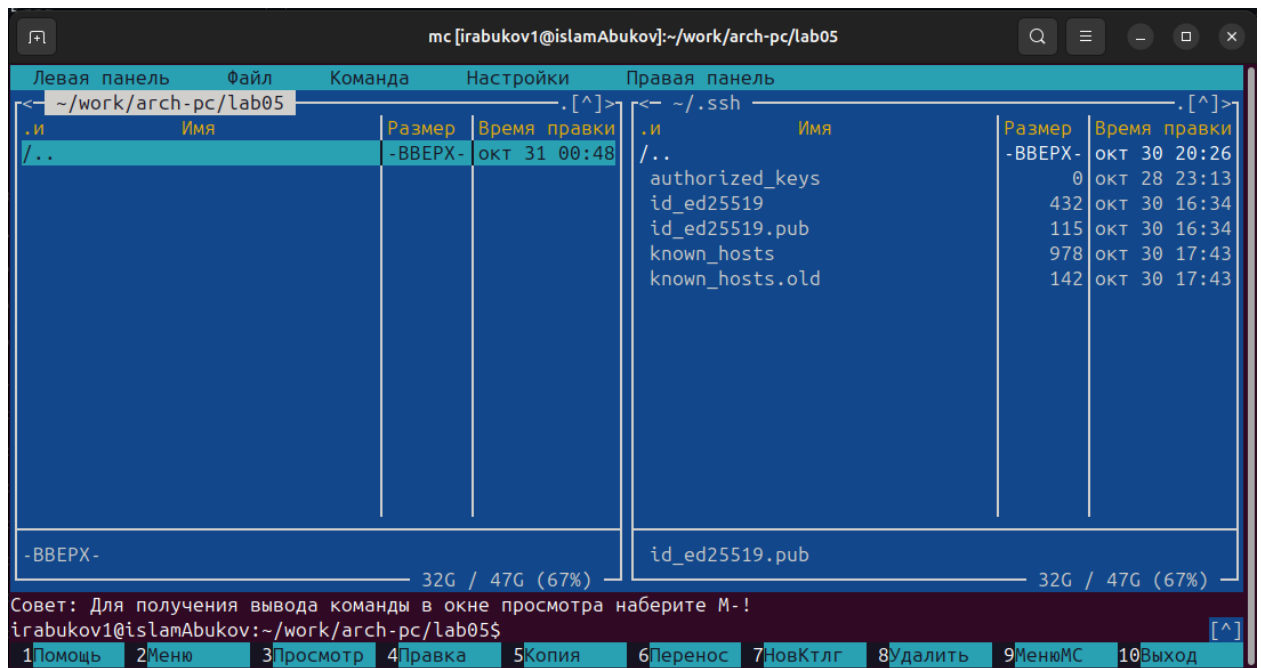 mc [irabukov1@islamAbukov]:~/work/arch-pc/lab05
Левая панель Файл Команда Настройки Правая панель
<— ~/work/arch-pc/lab05 .[^]> <— ~/.ssh .[^]>
.и Имя Размер Время правки .и Имя Размер Время правки
/.. -ВВЕРХ- окт 31 00:48 /.. -ВВЕРХ- окт 30 20:26
authorized_keys 0 окт 28 23:13
id_ed25519 432 окт 30 16:34
id_ed25519.pub 115 окт 30 16:34
known_hosts 978 окт 30 17:43
known_hosts.old 142 окт 30 17:43
-ВВЕРХ- id_ed25519.pub
32G / 47G (67%) 32G / 47G (67%)
Совет: Для получения вывода команды в окне просмотра наберите M-!
irabukov1@islamAbukov:~/work/arch-pc/lab05$ [^]
1Помощь 2Меню 3Просмотр 4Правка 5Копия 6Перенос 7НовКтлг 8Удалить 9МенюМС 10Выход